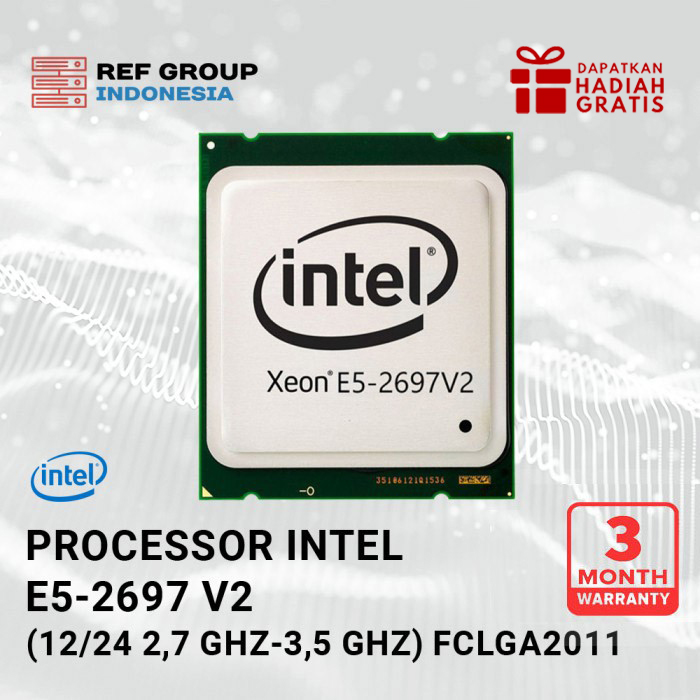 REF GROUP
INDONESIA
DAPATKAN
HADIAH
GRATIS
intel®
Xeon® E5-2697V2
35186121Q1536
intel
PROCESSOR INTEL
E5-2697 V2
(12/24 2,7 GHZ-3,5 GHZ) FCLGA2011
3
MONTH
WARRANTY